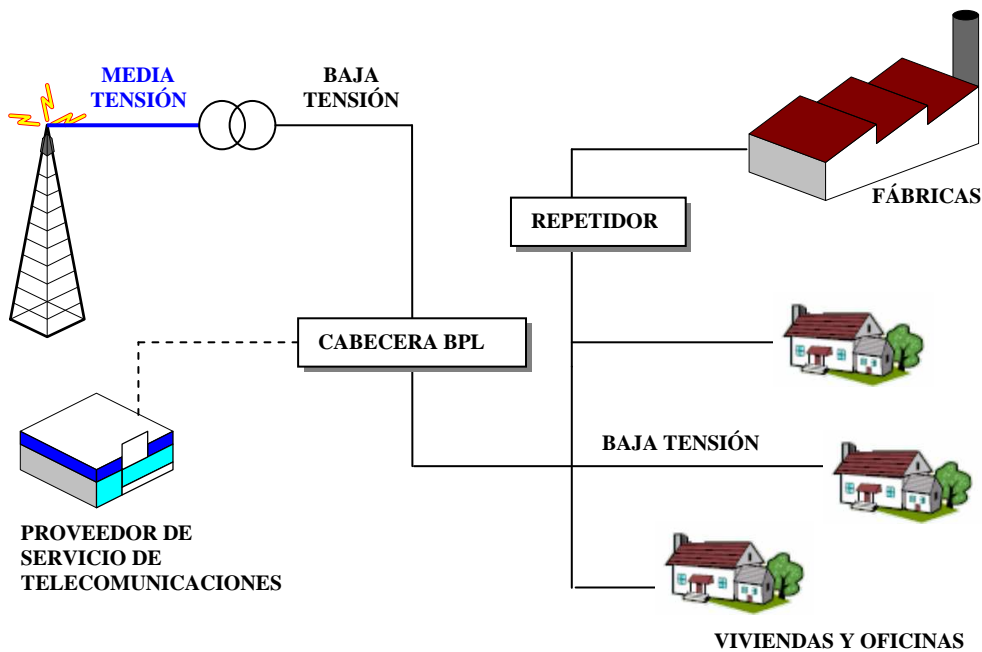 MEDIA
TENSIÓN
BAJA
TENSIÓN
FÁBRICAS
REPETIDOR
CABECERA BPL
BAJA TENSIÓN
PROVEEDOR DE
SERVICIO DE
TELECOMUNICACIONES
VIVIENDAS Y OFICINAS